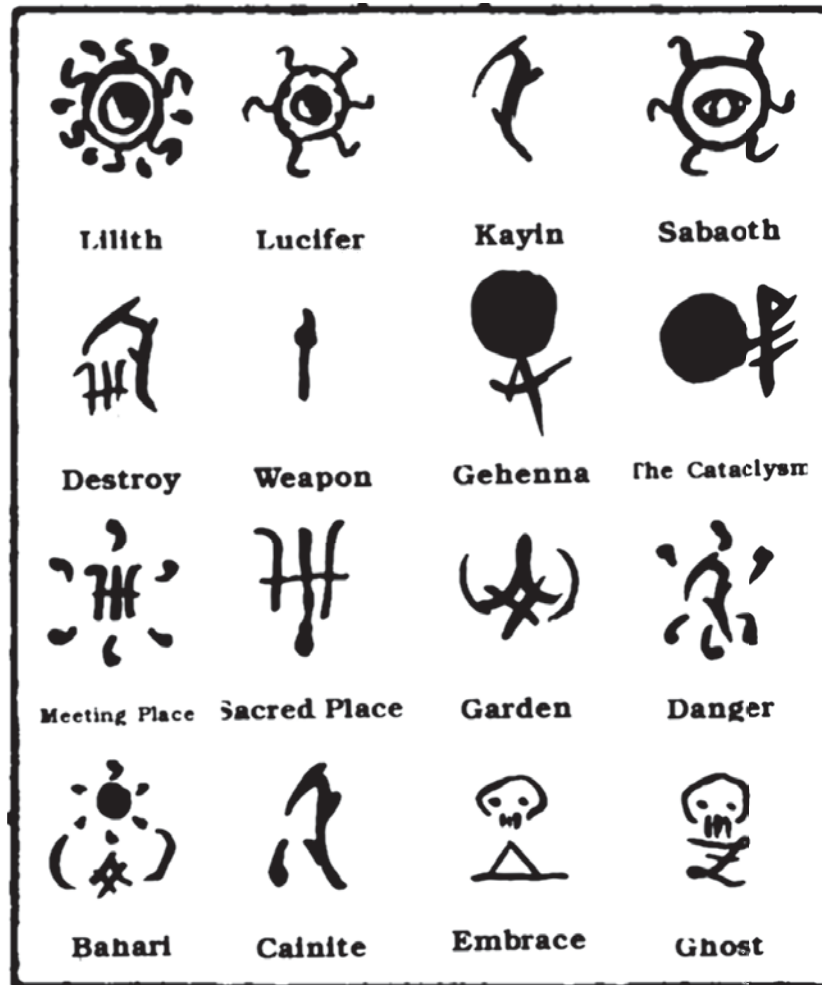 Lilith Lucifer Kayin Sabaoth
Destroy Weapon Gehenna The Cataclysm
Meeting Place Sacred Place Garden Danger
Bahari Cainite Embrace Ghost